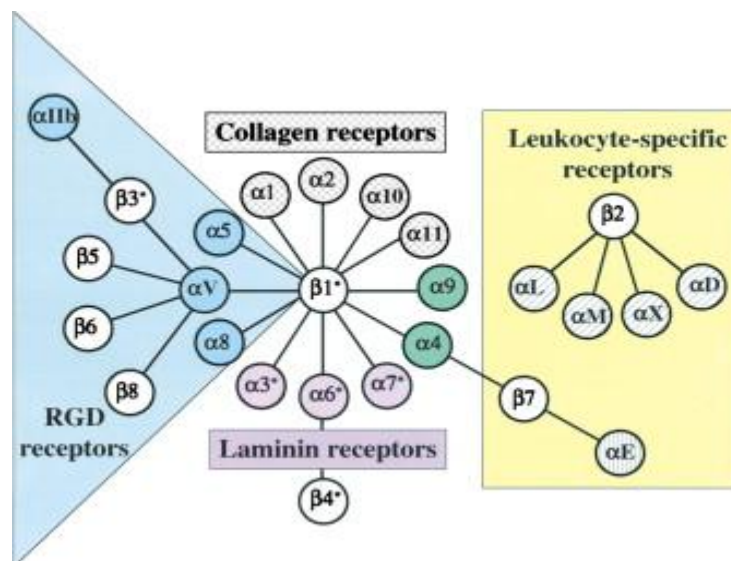 αIIb
Collagen receptors
Leukocyte-specific
receptors
β3*
α1
α2
α10
β2
α5
α11
β5
αV
β1*
α9
αL
αM
αX
αD
β6
α8
α4
β8
α3*
α6*
α7*
β7
RGD
receptors
Laminin receptors
αE
β4*